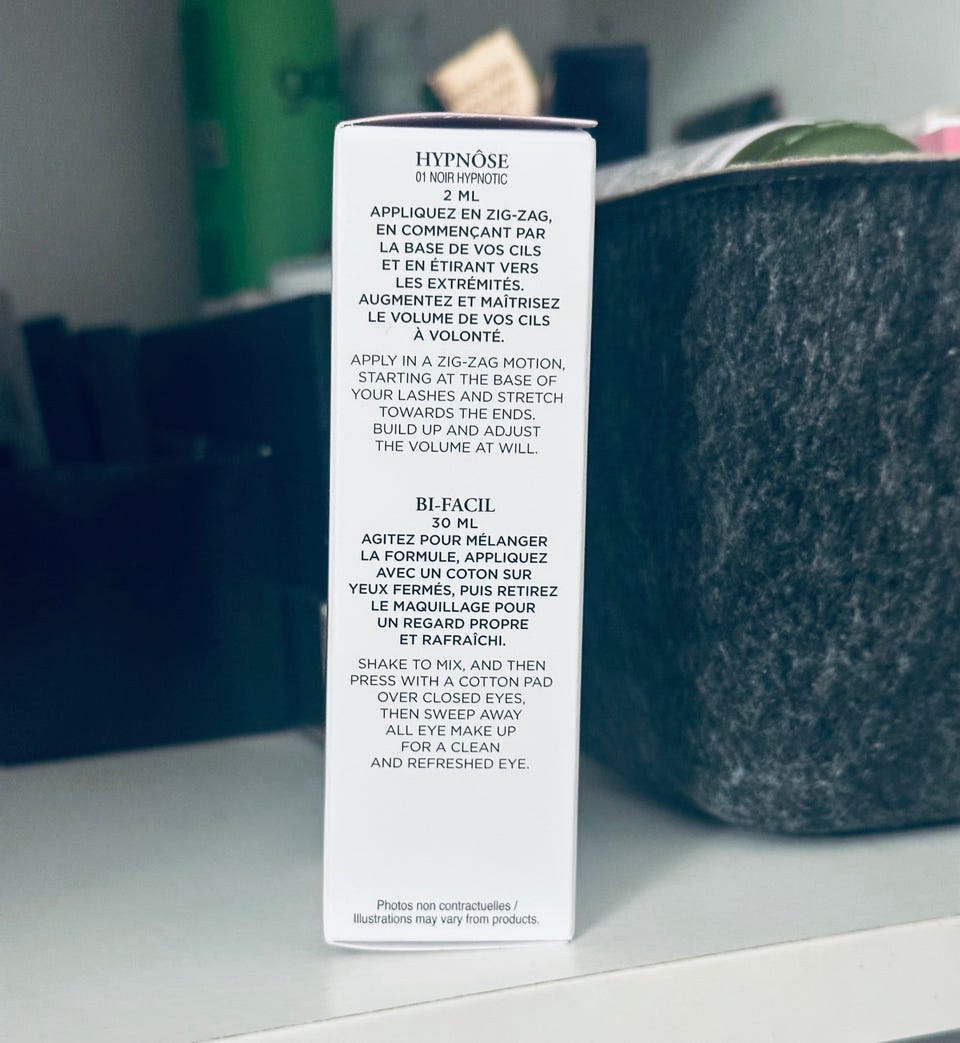 HYPNÔSE
01 NOIR HYPNOTIC
2 ML
APPLIQUEZ EN ZIG-ZAG,
EN COMMENÇANT PAR
LA BASE DE VOS CILS
ET EN ÉTIRANT VERS
LES EXTRÉMITÉS.
AUGMENTEZ ET MAÎTRISEZ
LE VOLUME DE VOS CILS
À VOLONTÉ.
APPLY IN A ZIG-ZAG MOTION,
STARTING AT THE BASE OF
YOUR LASHES AND STRETCH
TOWARDS THE ENDS.
BUILD UP AND ADJUST
THE VOLUME AT WILL.
BI-FACIL
30 ML
AGITEZ POUR MÉLANGER
LA FORMULE, APPLIQUEZ
AVEC UN COTON SUR
YEUX FERMÉS, PUIS RETIREZ
LE MAQUILLAGE POUR
UN REGARD PROPRE
ET RAFRAÎCHI.
SHAKE TO MIX, AND THEN
PRESS WITH A COTTON PAD
OVER CLOSED EYES,
THEN SWEEP AWAY
ALL EYE MAKE UP
FOR A CLEAN
AND REFRESHED EYE.
Photos non contractuelles /
Illustrations may vary from products.